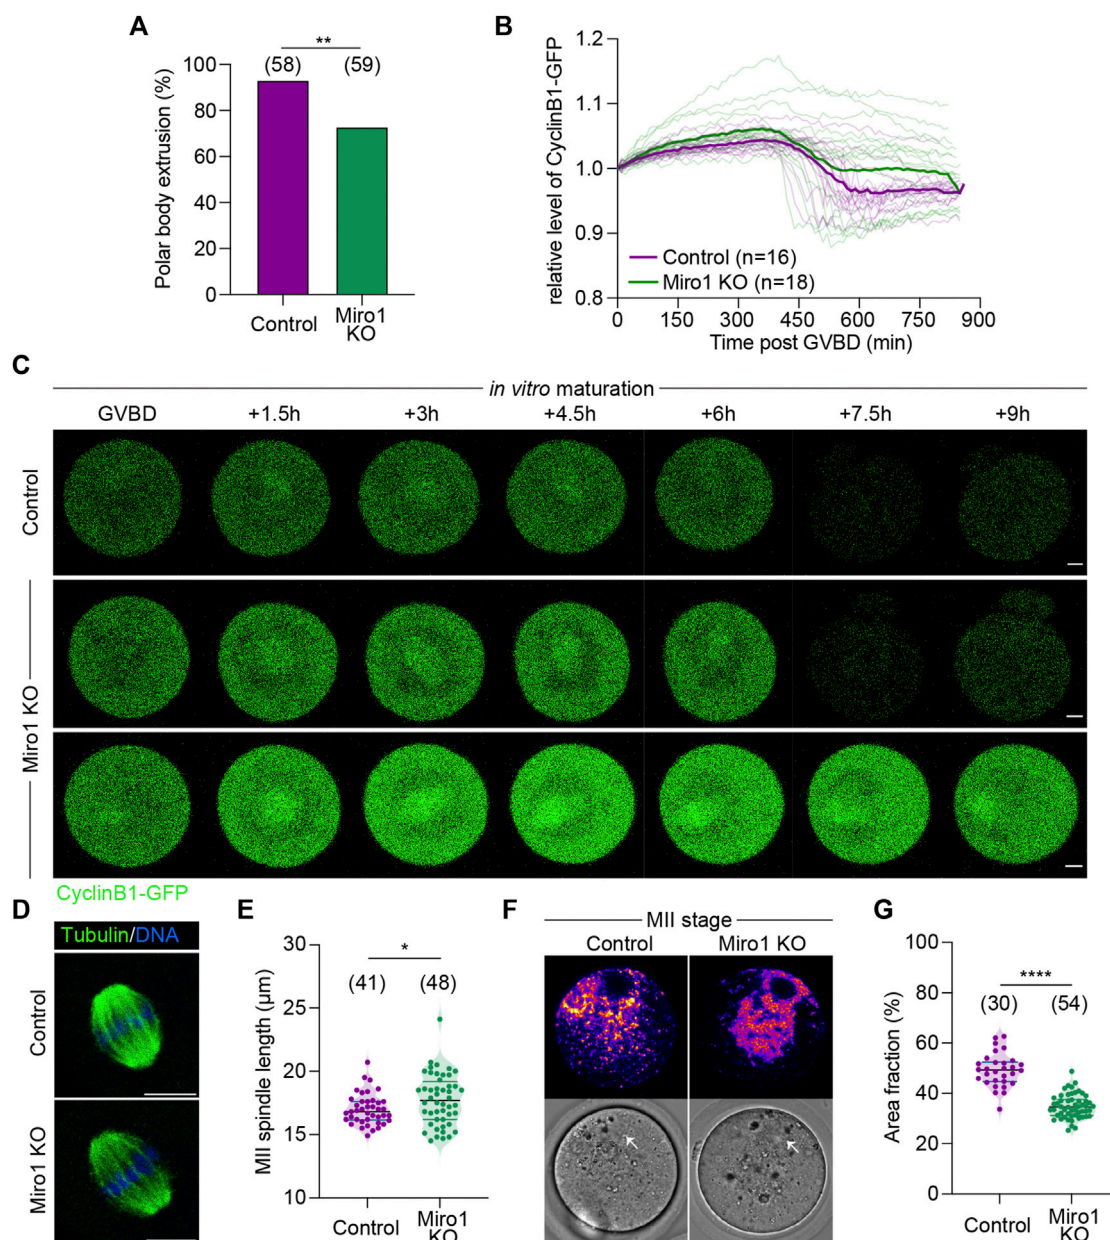 A
**
(58)
(59)
Polar body extrusion (%)
100
80
60
40
20
0
Control
Miro1
KO
B
relative level of CyclinB1-GFP
1.2
1.1
1.0
0.9
0.8
Control (n=16)
Miro1 KO (n=18)
0 150 300 450 600 750 900
Time post GVBD (min)
C
in vitro maturation
GVBD +1.5h +3h +4.5h +6h +7.5h +9h
Control
Miro1 KO
CyclinB1-GFP
D
Tubulin/DNA
Control
Miro1 KO
E
MII spindle length (µm)
30
25
20
15
10
*
(41)
(48)
Control
Miro1
KO
F
MII stage
Control Miro1 KO
G
Area fraction (%)
100
80
60
40
20
0
****
(30) (54)
Control
Miro1
KO